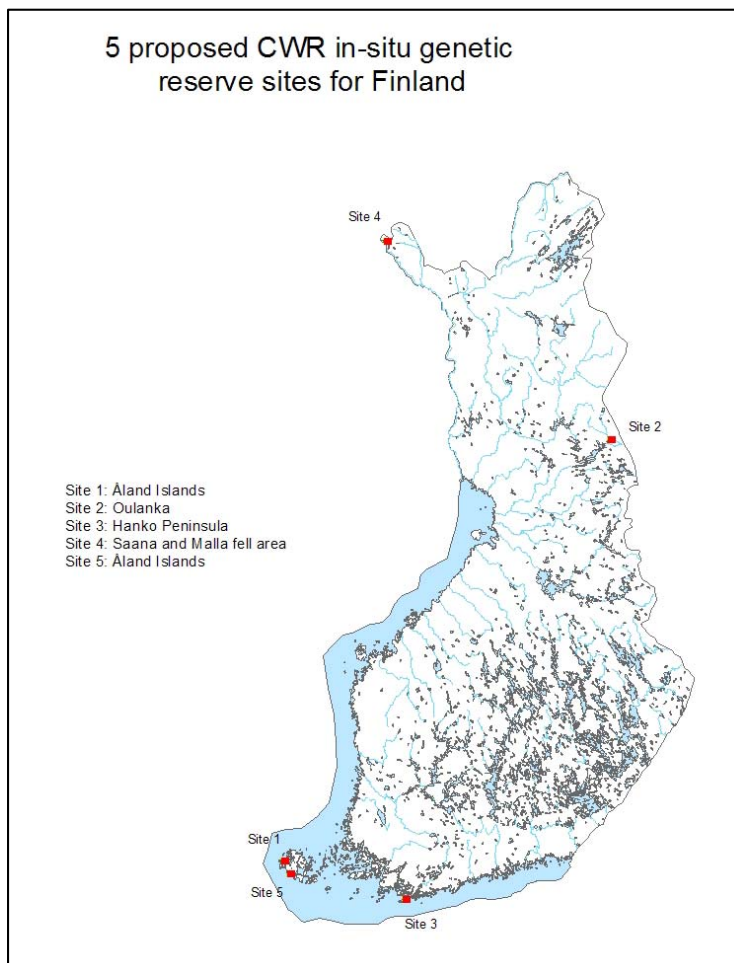 5 proposed CWR in-situ genetic
reserve sites for Finland
Site 4
Site 2
Site 1: Åland Islands
Site 2: Oulanka
Site 3: Hanko Peninsula
Site 4: Saana and Malla fell area
Site 5: Åland Islands
Site 1
Site 5
Site 3